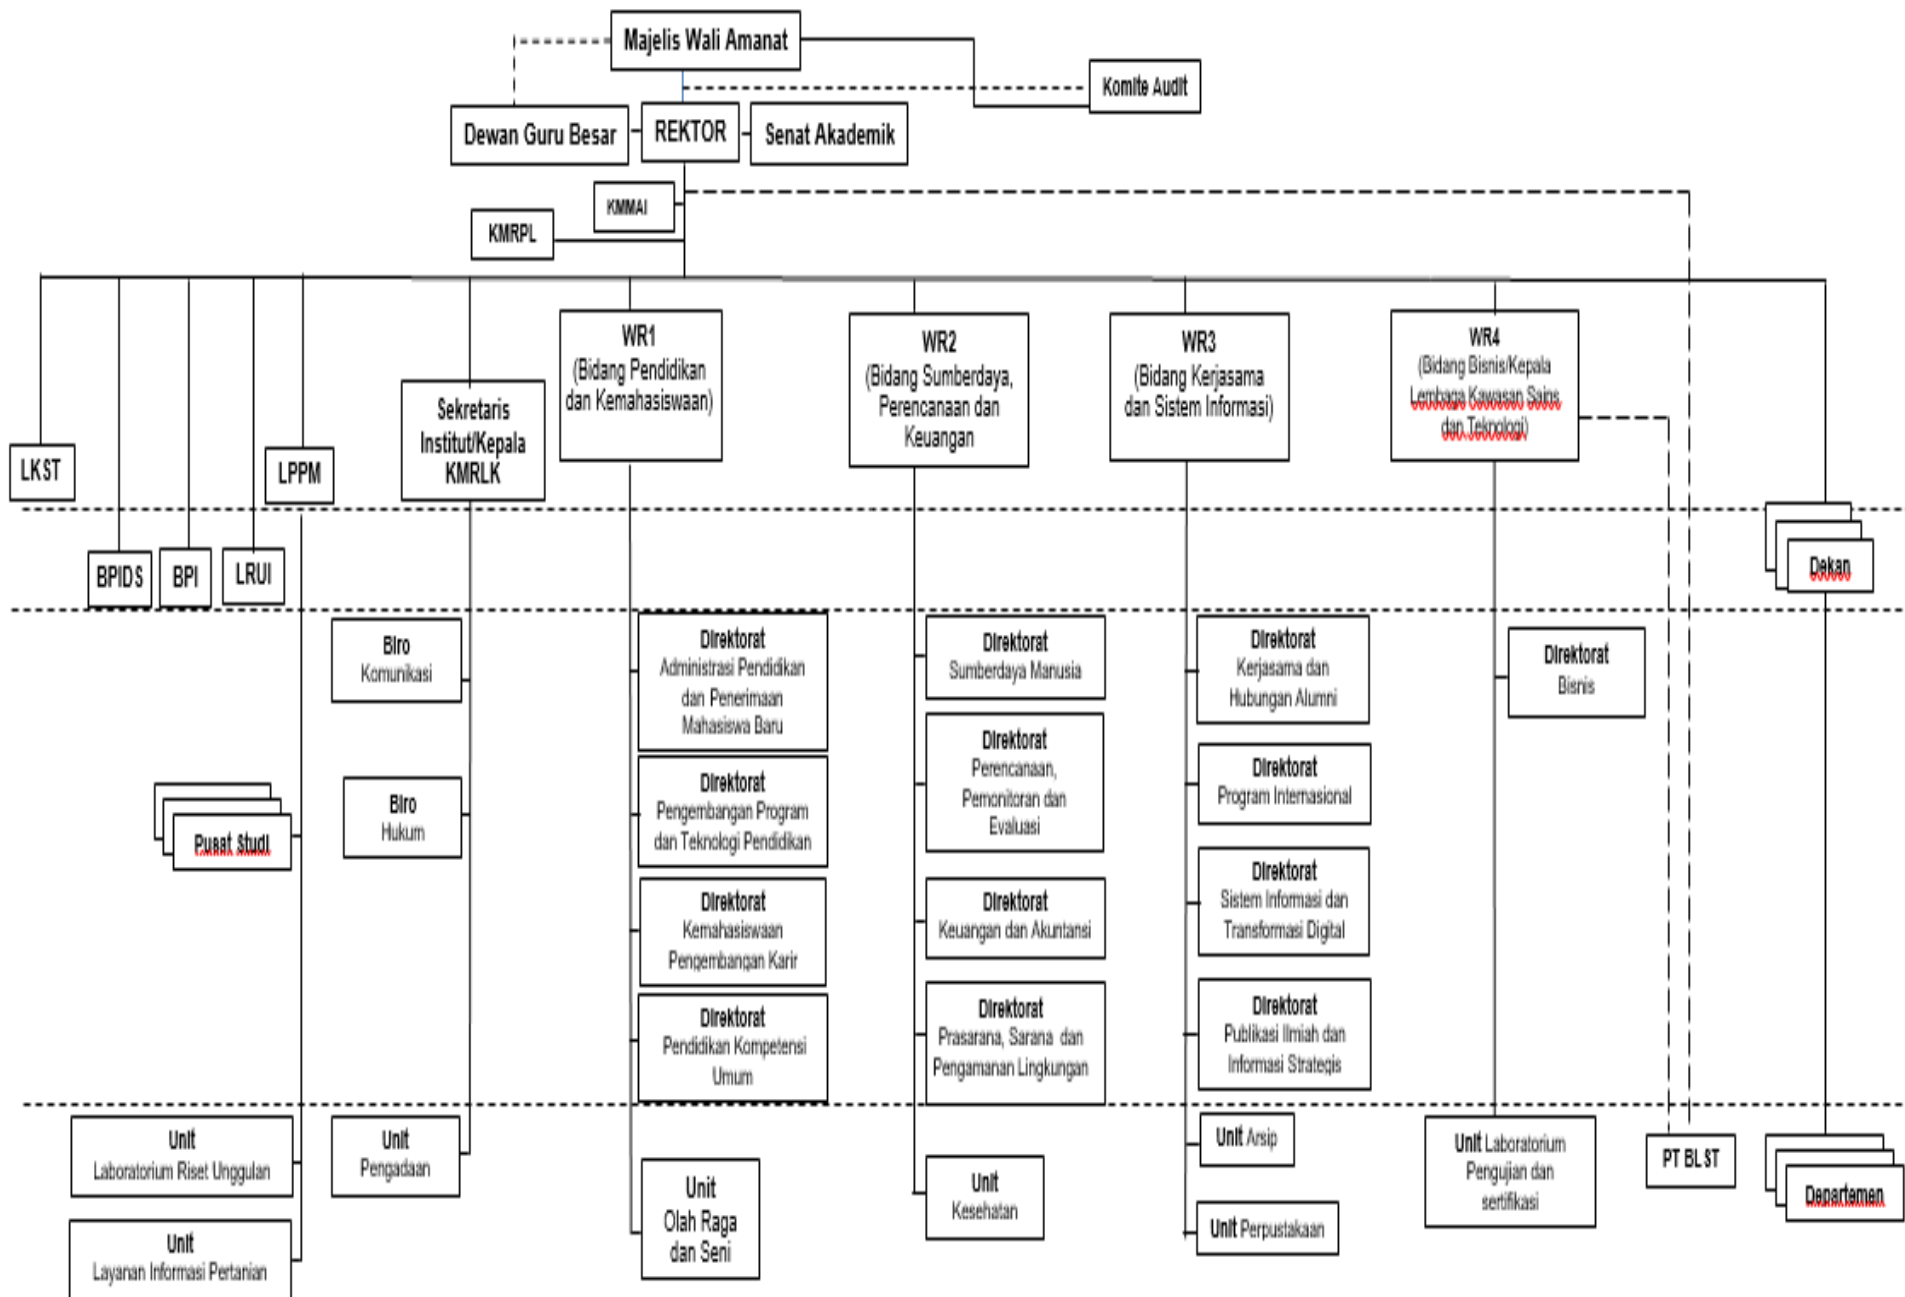 Majelis Wali Amanat
Komite Audit
Dewan Guru Besar
REKTOR
Senat Akademik
KMMAI
KMRPL
WR1
(Bidang Pendidikan
dan Kemahasiswaan)
WR2
(Bidang Sumberdaya,
Perencanaan dan
Keuangan
WR3
(Bidang Kerjasama
dan Sistem Informasi)
WR4
(Bidang Bisnis/Kepala
Lembaga Kawasan Sains
dan Teknologi)
Sekretaris
Institut/Kepala
KMRLK
LKST
LPPM
BPIDS
BPI
LRUI
Dekan
Biro
Komunikasi
Direktorat
Administrasi Pendidikan
dan Penerimaan
Mahasiswa Baru
Direktorat
Sumberdaya Manusia
Direktorat
Kerjasama dan
Hubungan Alumni
Direktorat
Bisnis
Biro
Hukum
Pusat Studi
Direktorat
Pengembangan Program
dan Teknologi Pendidikan
Direktorat
Perencanaan,
Pemonitoran dan
Evaluasi
Direktorat
Program Internasional
Direktorat
Kemahasiswaan
Pengembangan Karir
Direktorat
Keuangan dan Akuntansi
Direktorat
Sistem Informasi dan
Transformasi Digital
Direktorat
Pendidikan Kompetensi
Umum
Direktorat
Prasarana, Sarana dan
Pengamanan Lingkungan
Direktorat
Publikasi Ilmiah dan
Informasi Strategis
Unit
Laboratorium Riset Unggulan
Unit
Pengadaan
Unit
Olah Raga
dan Seni
Unit
Kesehatan
Unit Arsip
Unit Laboratorium
Pengujian dan
sertifikasi
PT BLST
Departemen
Unit
Layanan Informasi Pertanian
Unit Perpustakaan